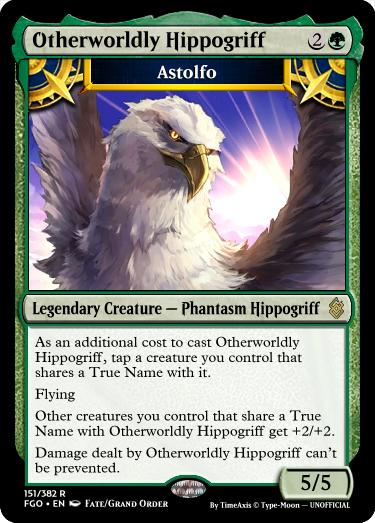 Otherworldly Hippogriff 2
Astolfo
Legendary Creature — Phantasm Hippogriff
As an additional cost to cast Otherworldly
Hippogriff, tap a creature you control that
shares a True Name with it.
Flying
Other creatures you control that share a True
Name with Otherworldly Hippogriff get +2/+2.
Damage dealt by Otherworldly Hippogriff can't
be prevented.
5/5
151/382 R
FGO • EN Fate/Grand Order
By TimeAxis © Type-Moon — UNOFFICIAL